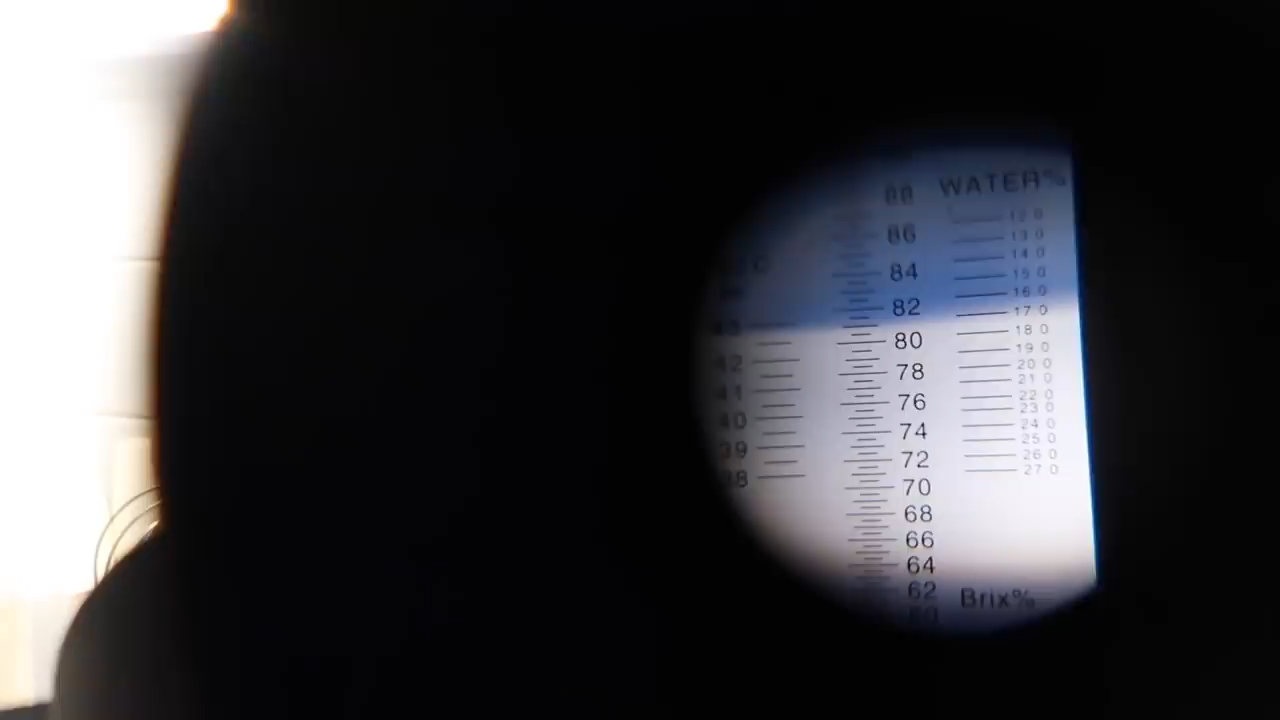 88 WATER%
12 0
86 13 0
14 0
84 15 0
16 0
82 17 0
43 18 0
80 19 0
42 20 0
78 21 0
41 22 0
76 23 0
40 24 0
74 25 0
39 26 0
72 27 0
38
70
68
66
64
62 Brix%
60